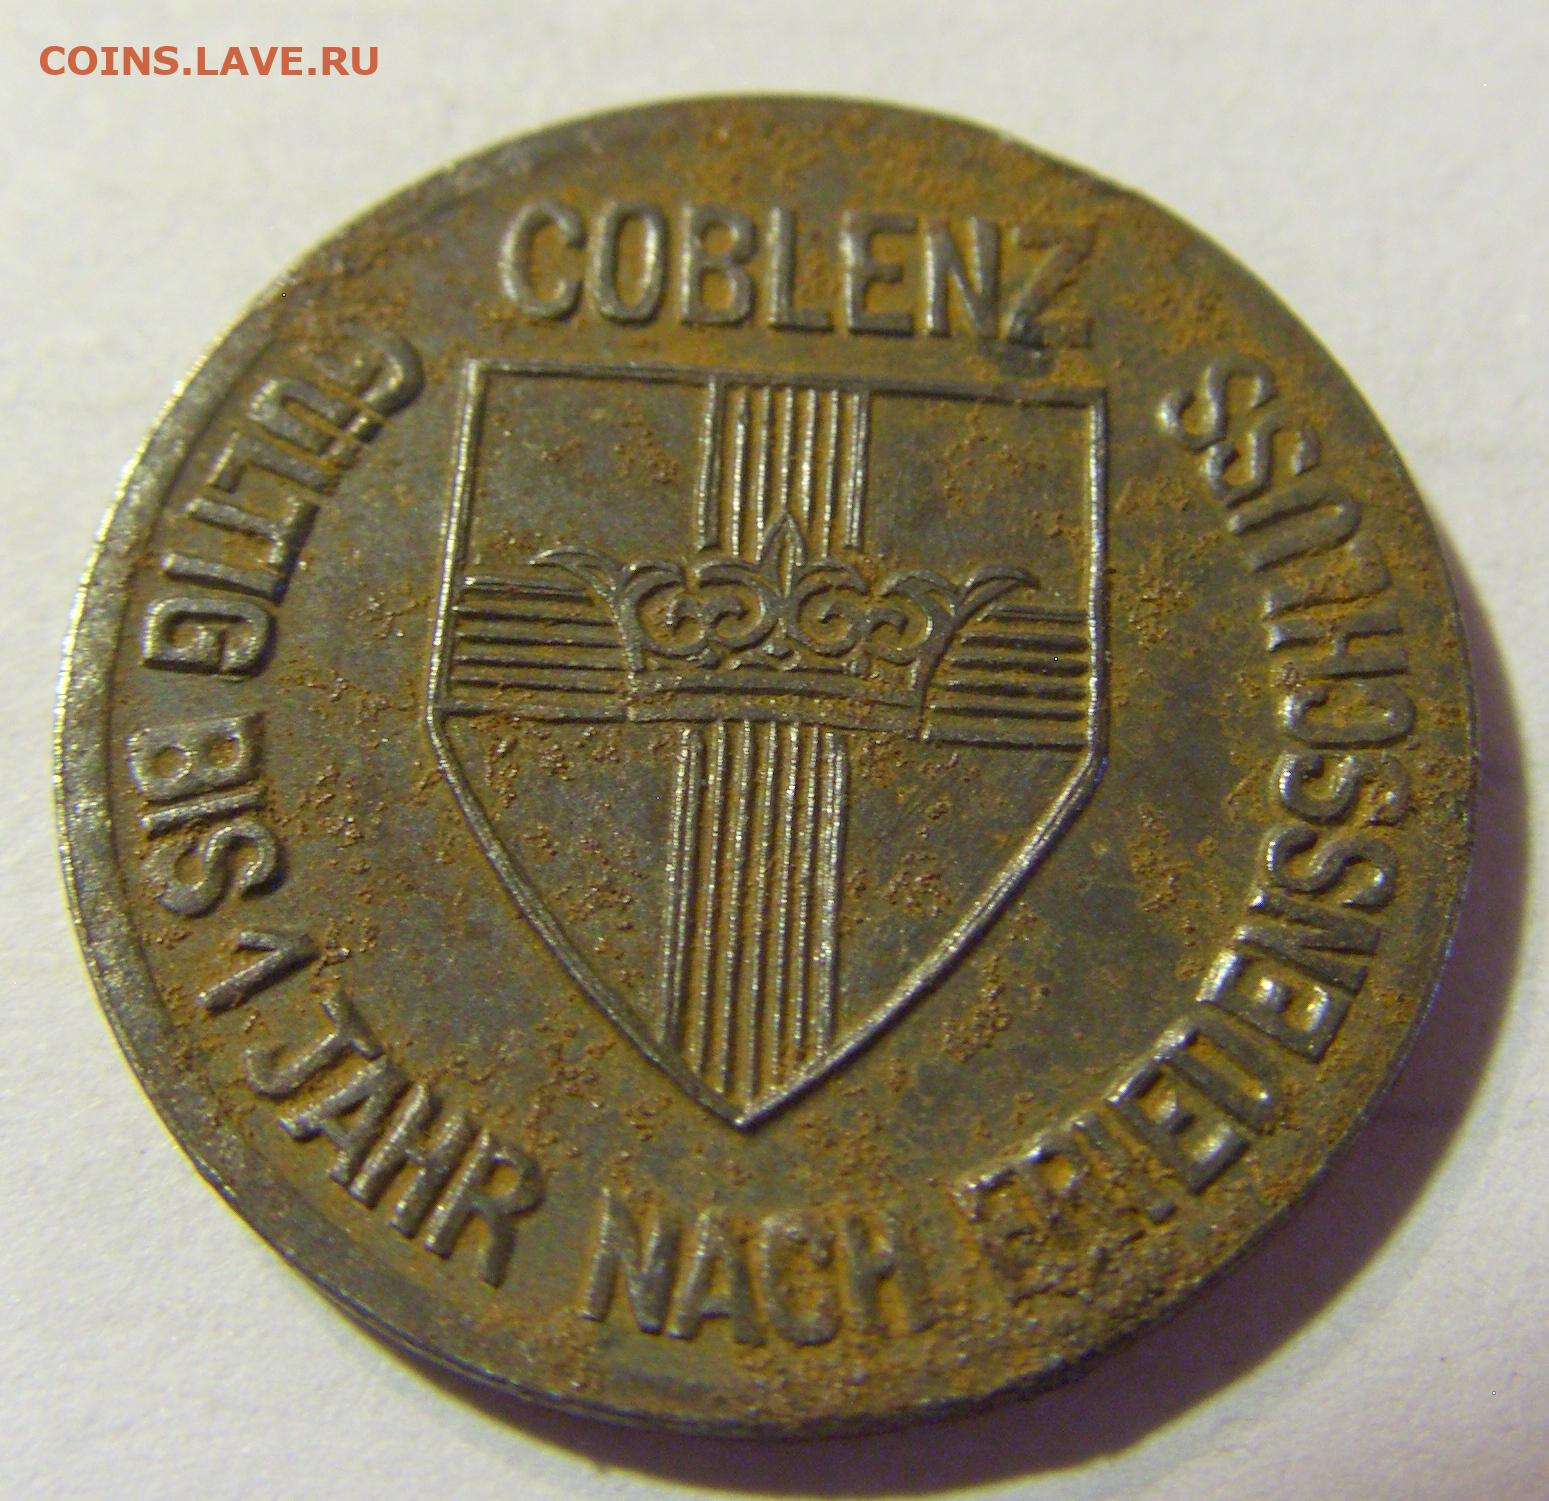 COINS.LAVE.RU
COBLENZ
GÜLTIG BIS 1 JAHR NACH FRIEDENSSCHLUSS